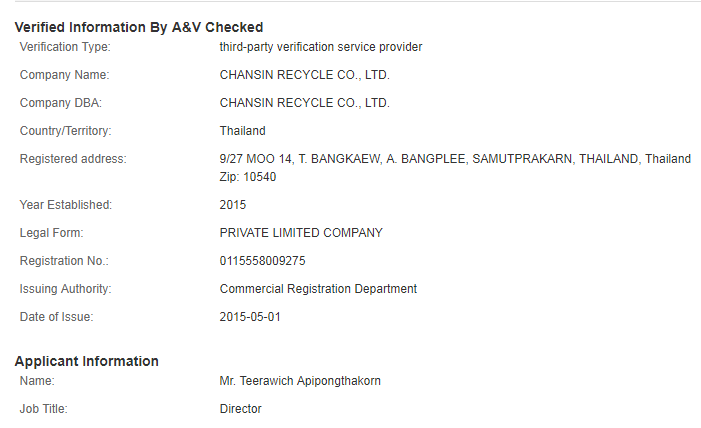 Verified Information By A&V Checked
Verification Type: third-party verification service provider
Company Name: CHANSIN RECYCLE CO., LTD.
Company DBA: CHANSIN RECYCLE CO., LTD.
Country/Territory: Thailand
Registered address: 9/27 MOO 14, T. BANGKAEW, A. BANGPLEE, SAMUTPRAKARN, THAILAND, Thailand
Zip: 10540
Year Established: 2015
Legal Form: PRIVATE LIMITED COMPANY
Registration No.: 0115558009275
Issuing Authority: Commercial Registration Department
Date of Issue: 2015-05-01
Applicant Information
Name: Mr. Teerawich Apipongthakorn
Job Title: Director